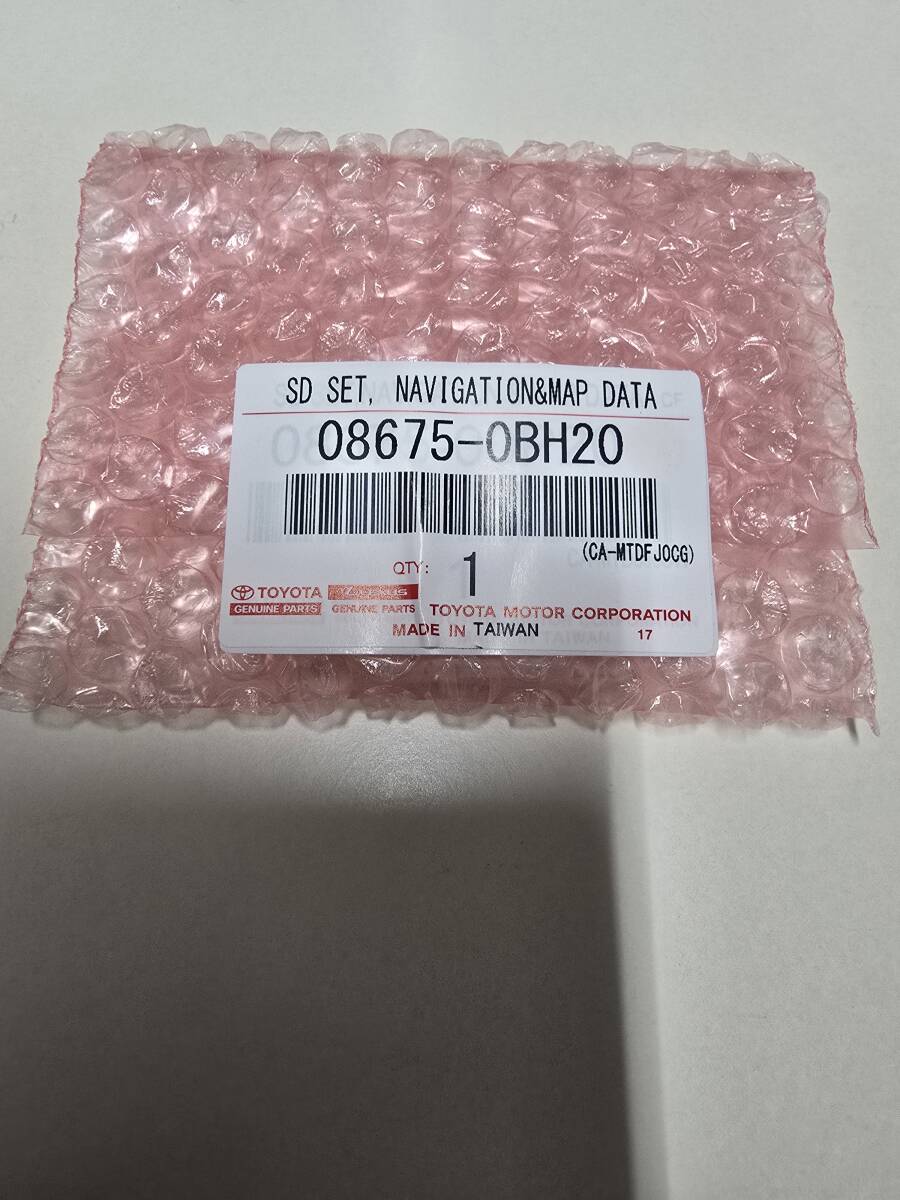 SD SET, NAVIGATION&MAP DATA
08675-0BH20
(CA-MTDFJ0CG)
QTY: 1
TOYOTA
GENUINE PARTS GENUINE PARTS TOYOTA MOTOR CORPORATION
MADE IN TAIWAN 17